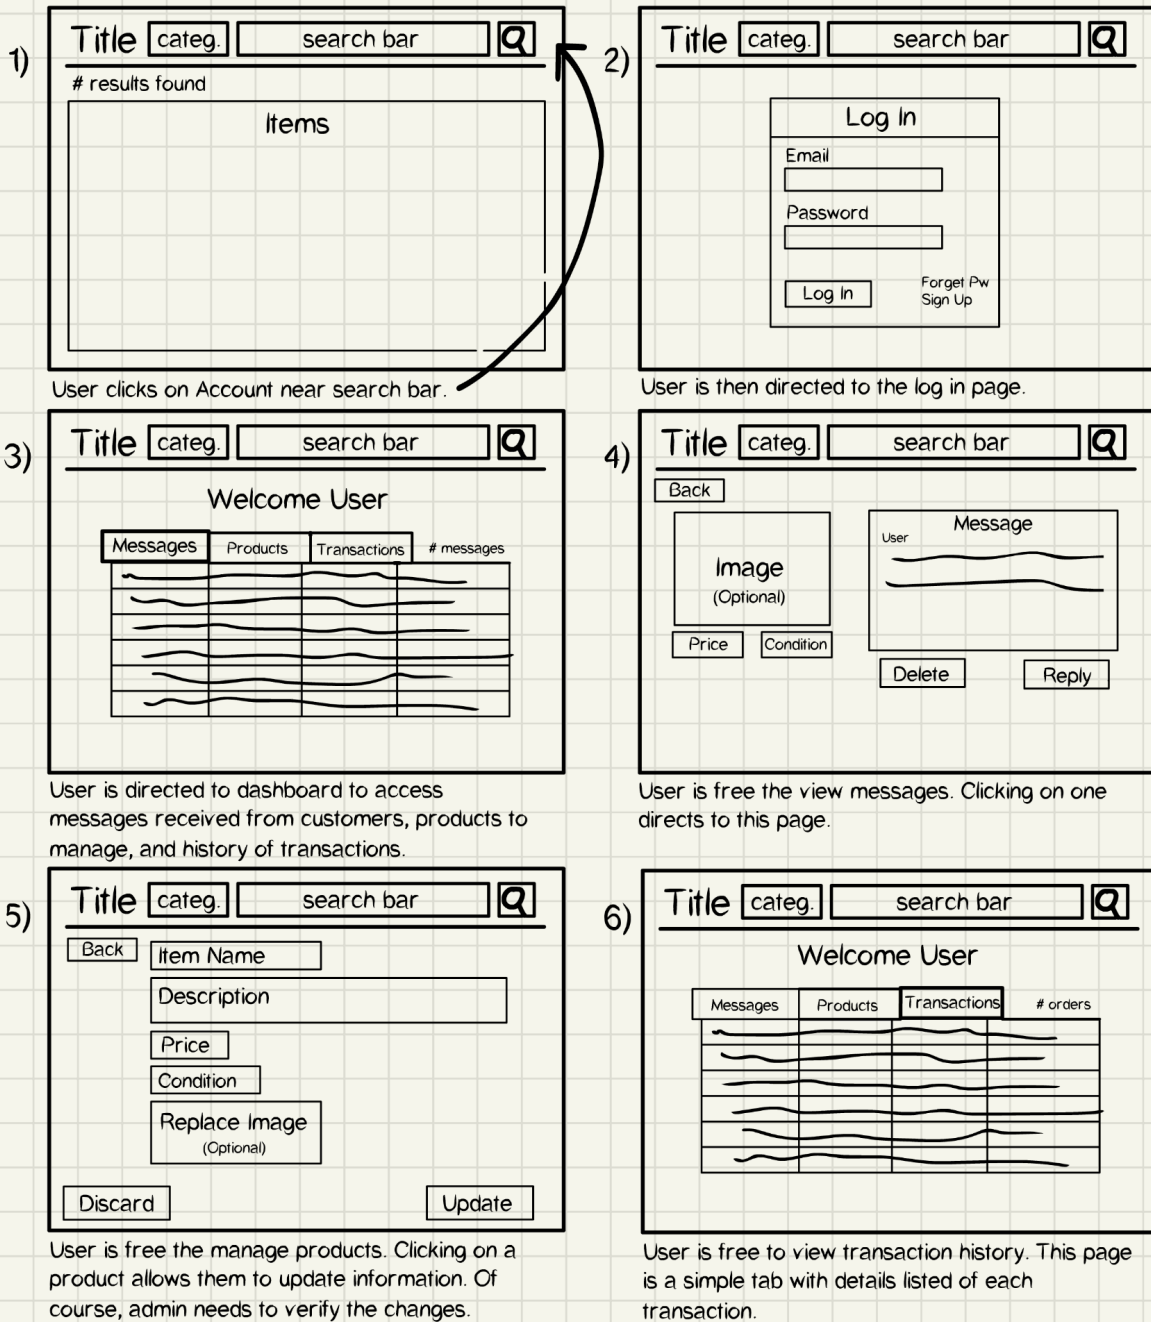 1)
Title categ. search bar
# results found
Items
User clicks on Account near search bar.
2)
Title categ. search bar
Log In
Email
Password
Log In
Forget Pw
Sign Up
User is then directed to the log in page.
3)
Title categ. search bar
Welcome User
Messages Products Transactions # messages
User is directed to dashboard to access
messages received from customers, products to
manage, and history of transactions.
4)
Title categ. search bar
Back
Image
(Optional)
Price Condition
Message
User
Delete Reply
User is free the view messages. Clicking on one
directs to this page.
5)
Title categ. search bar
Back
Item Name
Description
Price
Condition
Replace Image
(Optional)
Discard Update
User is free the manage products. Clicking on a
product allows them to update information. Of
course, admin needs to verify the changes.
6)
Title categ. search bar
Welcome User
Messages Products Transactions # orders
User is free to view transaction history. This page
is a simple tab with details listed of each
transaction.